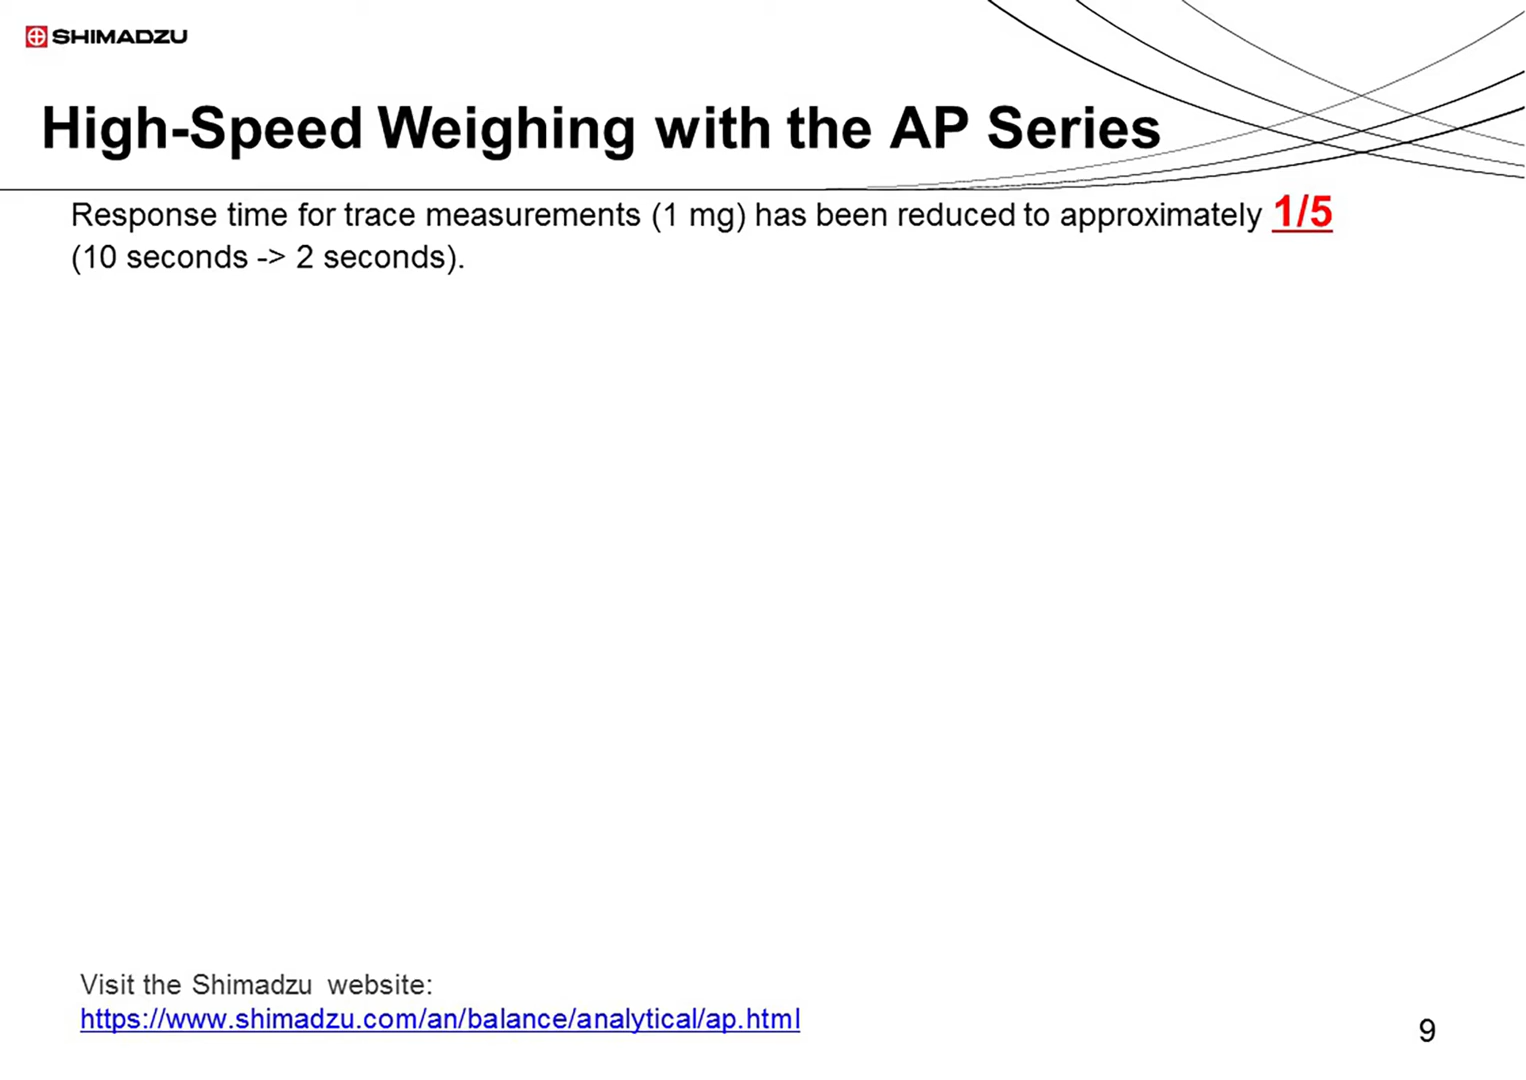 SHIMADZU
High-Speed Weighing with the AP Series
Response time for trace measurements (1 mg) has been reduced to approximately 1/5
(10 seconds -> 2 seconds).
Visit the Shimadzu website:
https://www.shimadzu.com/an/balance/analytical/ap.html
9